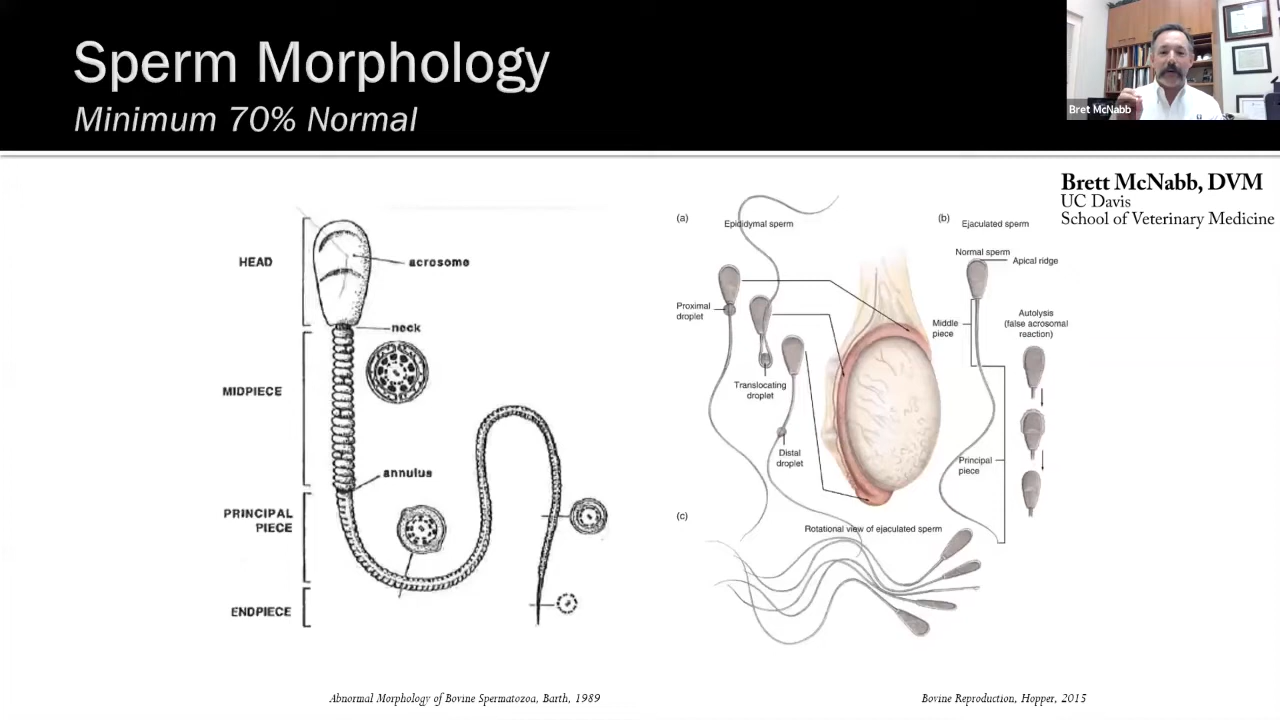 Sperm Morphology
Minimum 70% Normal
Bret McNabb
Brett McNabb, DVM
UC Davis
School of Veterinary Medicine
HEAD
acrosome
neck
MIDPIECE
annulus
PRINCIPAL
PIECE
ENDPIECE
Abnormal Morphology of Bovine Spermatozoa, Barth, 1989
(a)
Epididymal sperm
Proximal
droplet
Translocating
droplet
Distal
droplet
(b)
Ejaculated sperm
Normal sperm
Apical ridge
Middle
piece
Autolysis
(false acrosomal
reaction)
Principal
piece
(c)
Rotational view of ejaculated sperm
Bovine Reproduction, Hopper, 2015